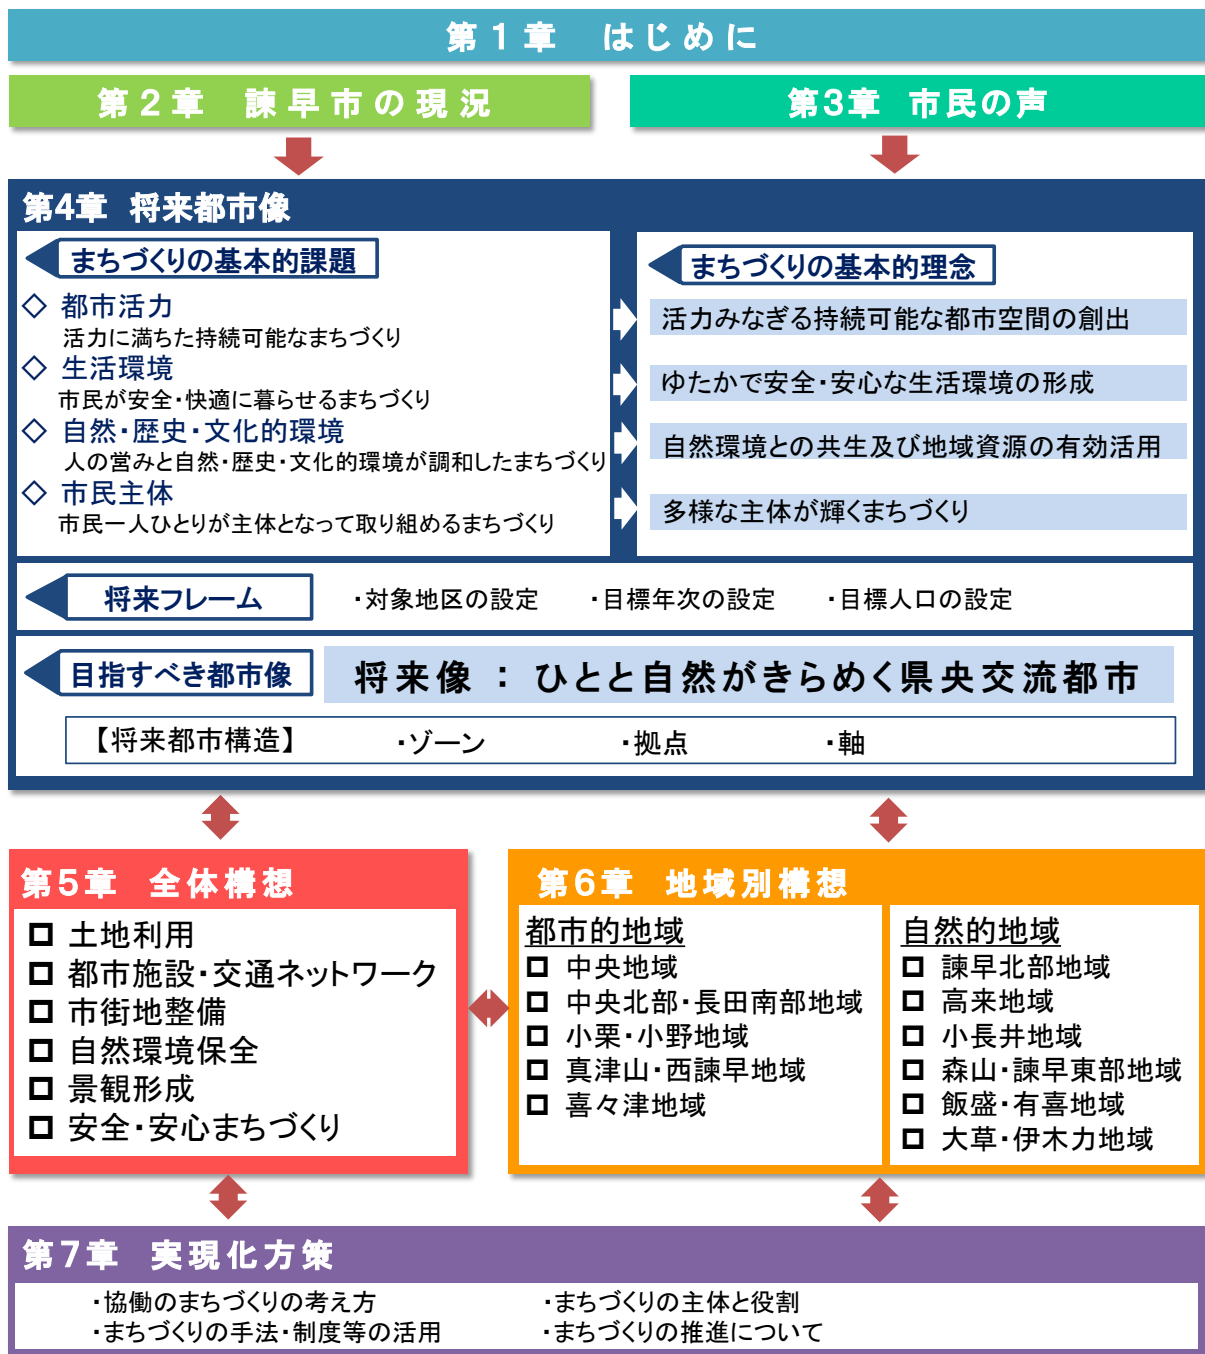 第1章 はじめに
第2章 諫早市の現況
第3章 市民の声
第4章 将来都市像
まちづくりの基本的課題
◇ 都市活力
活力に満ちた持続可能なまちづくり
◇ 生活環境
市民が安全・快適に暮らせるまちづくり
◇ 自然・歴史・文化的環境
人の営みと自然・歴史・文化的環境が調和したまちづくり
◇ 市民主体
市民一人ひとりが主体となって取り組めるまちづくり
まちづくりの基本的理念
活力みなぎる持続可能な都市空間の創出
ゆたかで安全・安心な生活環境の形成
自然環境との共生及び地域資源の有効活用
多様な主体が輝くまちづくり
将来フレーム ・対象地区の設定 ・目標年次の設定 ・目標人口の設定
目指すべき都市像 将来像 : ひとと自然がきらめく県央交流都市
【将来都市構造】 ・ゾーン ・拠点 ・軸
第5章 全体構想
土地利用
都市施設・交通ネットワーク
市街地整備
自然環境保全
景観形成
安全・安心まちづくり
第6章 地域別構想
都市的地域
中央地域
中央北部・長田南部地域
小栗・小野地域
真津山・西諫早地域
喜々津地域
自然的地域
諫早北部地域
高来地域
小長井地域
森山・諫早東部地域
飯盛・有喜地域
大草・伊木力地域
第7章 実現化方策
・協働のまちづくりの考え方 ・まちづくりの主体と役割
・まちづくりの手法・制度等の活用 ・まちづくりの推進について